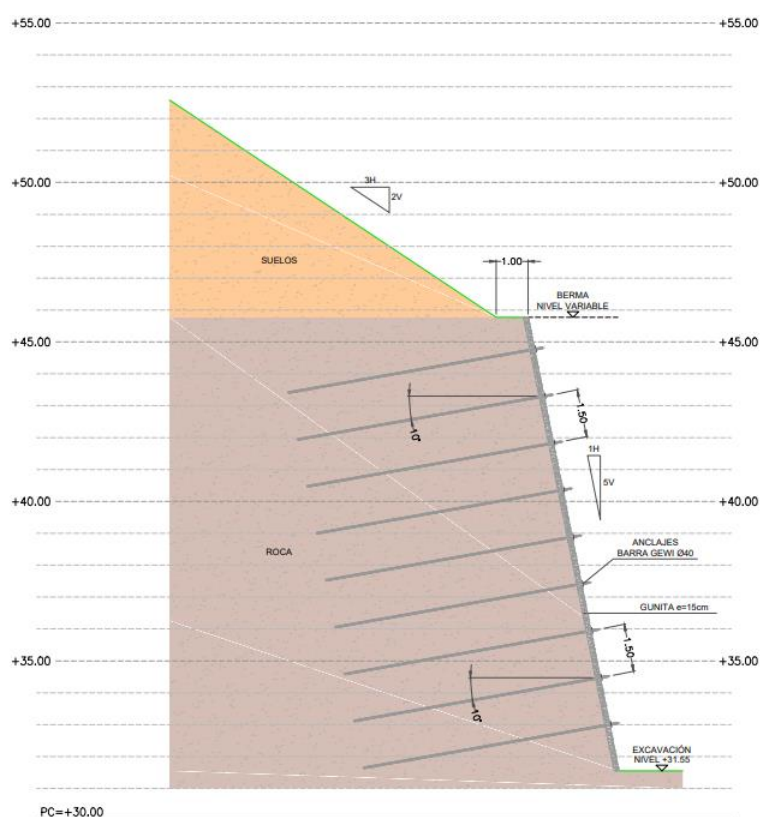 +55.00 +55.00
3H
2V
+50.00 +50.00
SUELOS
1.00
BERMA
NIVEL VARIABLE
+45.00 +45.00
10°
1.50
1H
5V
+40.00 +40.00
ANCLAJES
BARRA GEWI Ø40
ROCA
GUNITA e=15cm
1.50
+35.00 +35.00
10°
EXCAVACIÓN
NIVEL +31.55
PC=+30.00